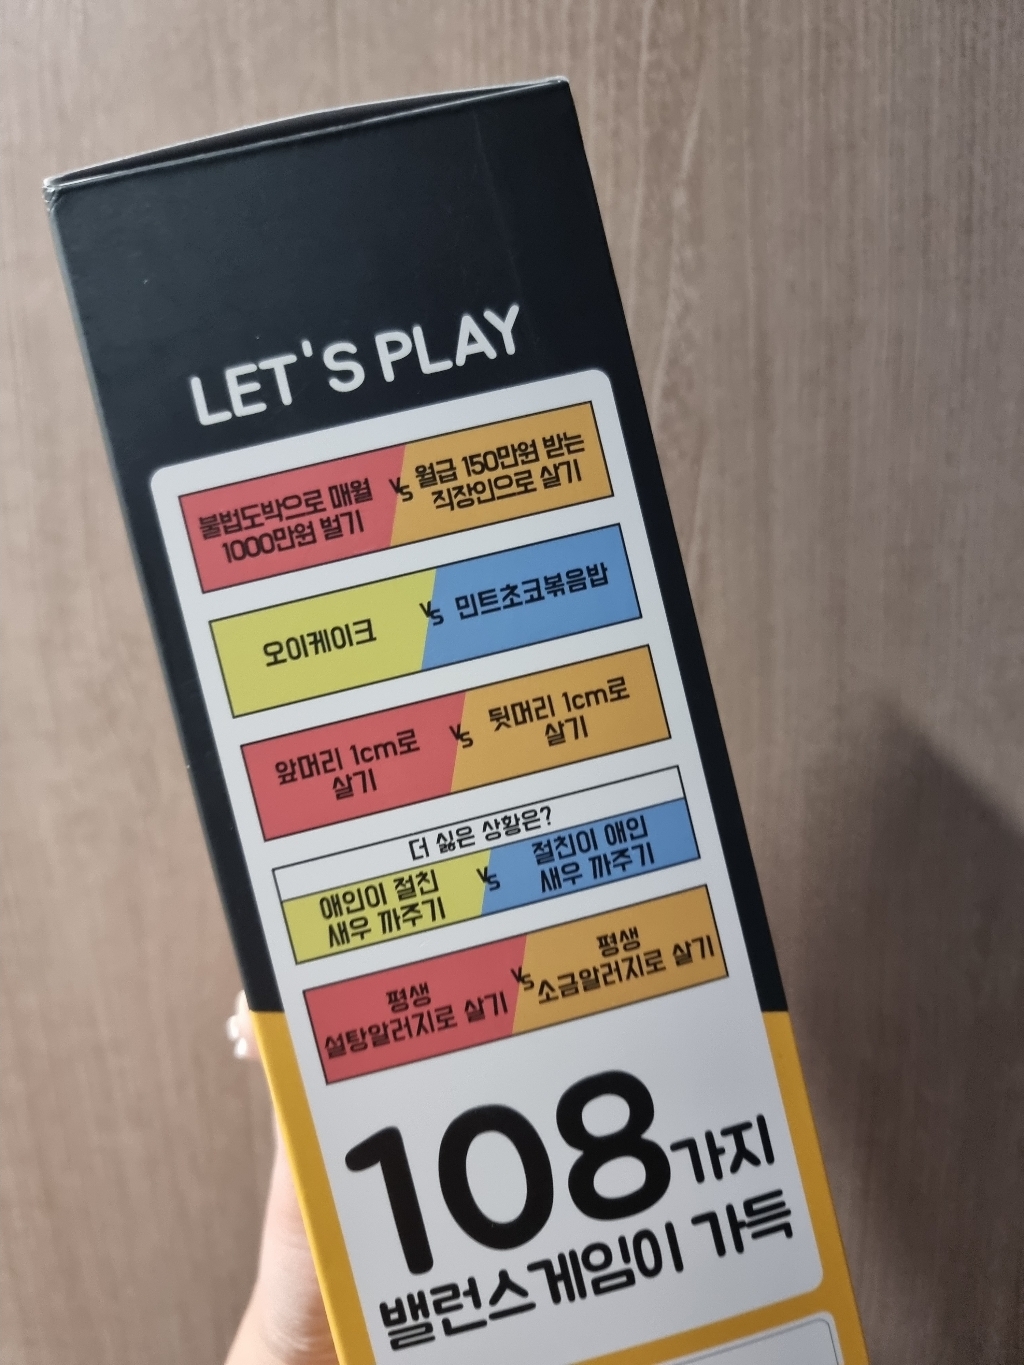 LET'S PLAY
불법도박으로 매월
1000만원 벌기
VS
월급 150만원 받는
직장인으로 살기
오이케이크
VS
민트초코볶음밥
앞머리 1cm로
살기
VS
뒷머리 1cm로
살기
더 싫은 상황은?
애인이 절친
새우 까주기
VS
절친이 애인
새우 까주기
평생
설탕알러지로 살기
VS
평생
소금알러지로 살기
108가지
밸런스게임이 가득